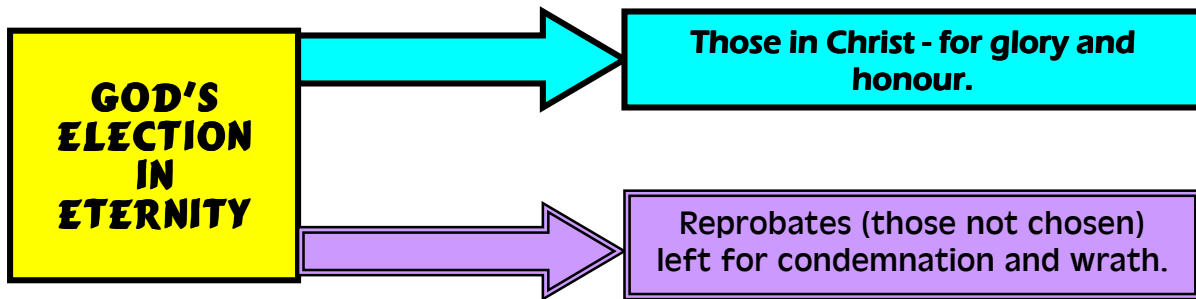 GOD'S
ELECTION
IN
ETERNITY
Those in Christ - for glory and
honour.
Reprobates (those not chosen)
left for condemnation and wrath.